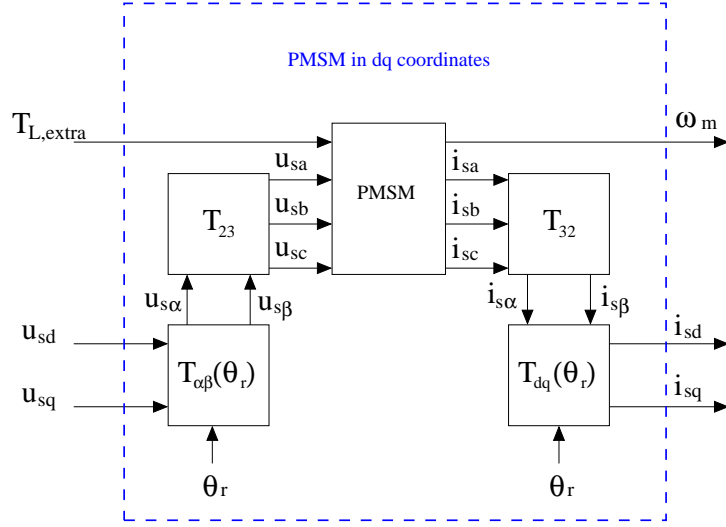 PMSM in dq coordinates
T_L,extra
ω_m
u_sa
i_sa
PMSM
T_23
u_sb
i_sb
T_32
u_sc
i_sc
u_sα
u_sβ
i_sα
i_sβ
u_sd
i_sd
T_αβ(θ_r)
T_dq(θ_r)
u_sq
i_sq
θ_r
θ_r